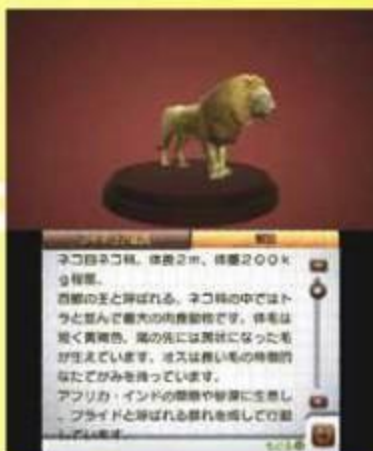 解説
ネコ目ネコ科。体長2m、体重200k
g程度。
百獣の王と呼ばれる、ネコ科の中ではト
ラと並んで最大の肉食動物です。体毛は
短く黄褐色。尾の先には房状になった毛
が生えています。オスは長い毛の特徴的
なたてがみを持っています。
アフリカ・インドの草原や砂漠に生息し
、プライドと呼ばれる群れを成して行動
しています。
もどる